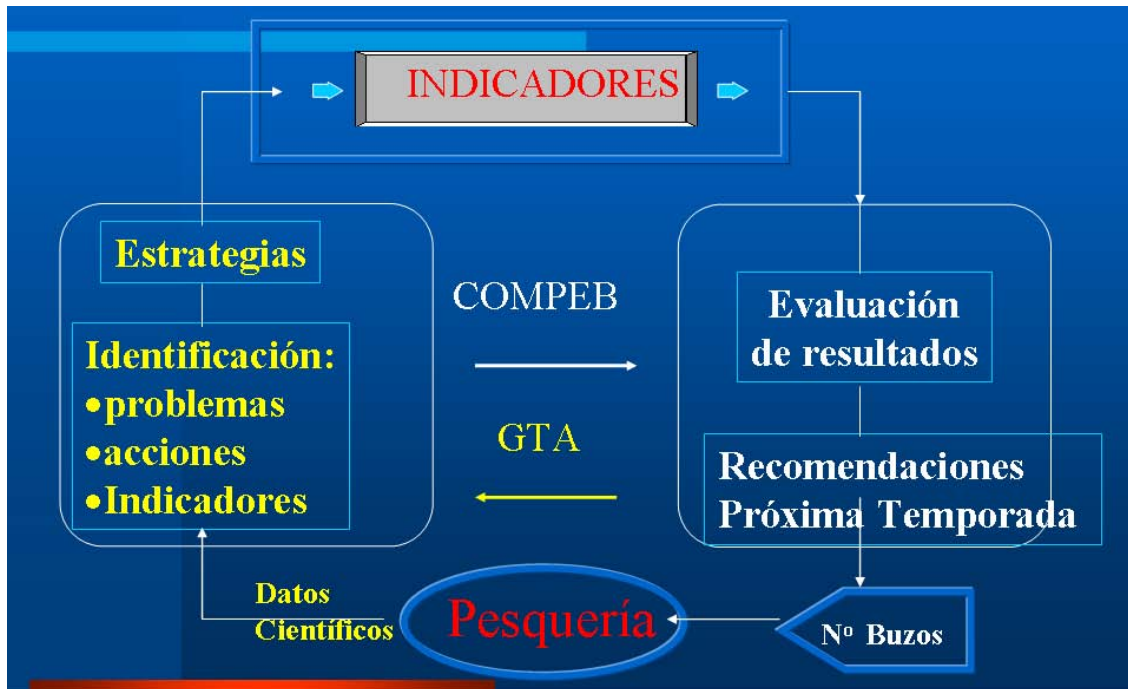 INDICADORES
Estrategias
Identificación:
•problemas
•acciones
•Indicadores
COMPEB
GTA
Evaluación
de resultados
Recomendaciones
Próxima Temporada
Datos
Científicos
Pesquería
Nº Buzos